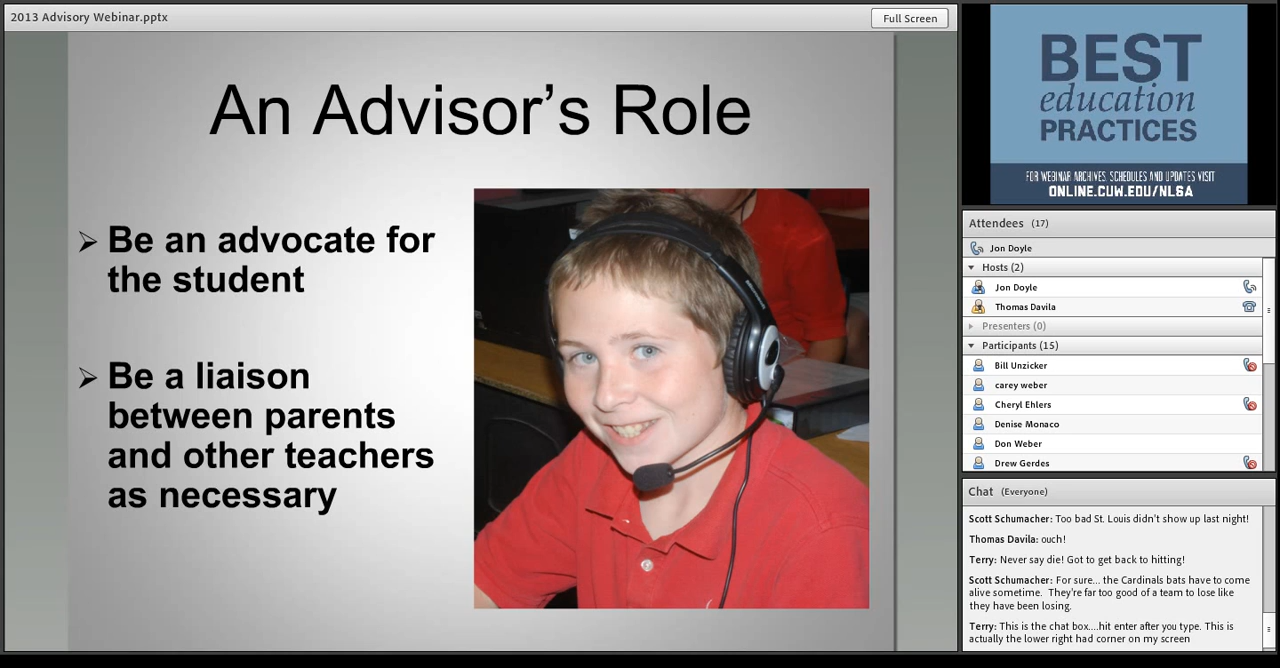 2013 Advisory Webinar.pptx
Full Screen
An Advisor’s Role
Be an advocate for
the student
Be a liaison
between parents
and other teachers
as necessary
BEST
education
PRACTICES
FOR WEBINAR ARCHIVES, SCHEDULES AND UPDATES VISIT
ONLINE.CUW.EDU/NLSA
Attendees (17)
Jon Doyle
Hosts (2)
Jon Doyle
Thomas Davila
Presenters (0)
Participants (15)
Bill Unzicker
carey weber
Cheryl Ehlers
Denise Monaco
Don Weber
Drew Gerdes
Chat (Everyone)
Scott Schumacher: Too bad St. Louis didn't show up last night!
Thomas Davila: ouch!
Terry: Never say die! Got to get back to hitting!
Scott Schumacher: For sure... the Cardinals bats have to come
alive sometime. They're far too good of a team to lose like
they have been losing.
Terry: This is the chat box....hit enter after you type. This is
actually the lower right had corner on my screen